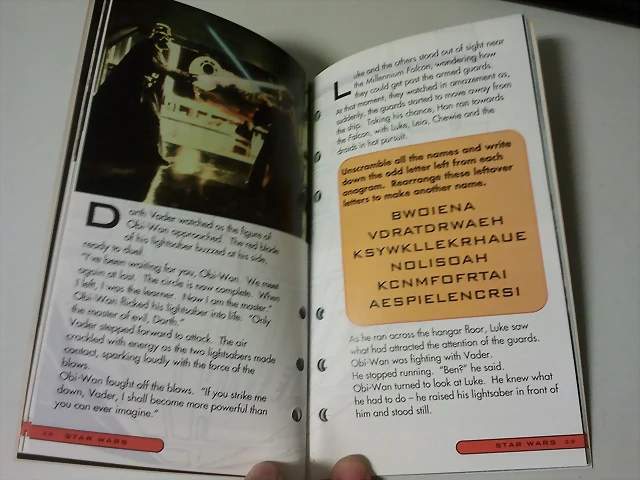 Darth Vader watched as the figure of
Obi-Wan approached. The red blade
of his lightsaber buzzed at his side,
ready to duel.
"I've been waiting for you, Obi-Wan. We meet
again at last. The circle is now complete. When
I left, I was the learner. Now I am the master."
Obi-Wan flicked his lightsaber into life. "Only
the master of evil, Darth."
Vader stepped forward to attack. The air
crackled with energy as the two lightsabers made
contact, sparking loudly with the force of the
blows.
Obi-Wan fought off the blows. "If you strike me
down, Vader, I shall become more powerful than
you can ever imagine."
STAR WARS
Luke and the others stood out of sight near
the Millennium Falcon, wondering how
they could get past the armed guards.
At that moment, they watched in amazement as,
suddenly, the guards started to move away from
the ship. Taking his chance, Han ran towards
the Falcon, with Luke, Leia, Chewie and the
droids in hot pursuit.
Unscramble all the names and write
down the odd letter left from each
anagram. Rearrange these leftover
letters to make another name.
BWOIENA
VDRATDRWAEH
KSYWKLLEKRHAUE
NOLISOAH
KCNMFOFRTAI
AESPIELENCRSI
As he ran across the hangar floor, Luke saw
what had attracted the attention of the guards.
Obi-Wan was fighting with Vader.
He stopped running. "Ben?" he said.
Obi-Wan turned to look at Luke. He knew what
he had to do – he raised his lightsaber in front of
him and stood still.
STAR WARS